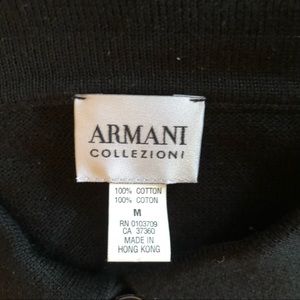 ARMANI
COLLEZIONI
100% COTTON
100% COTON
M
RN 0103709
CA 37360
MADE IN
HONG KONG